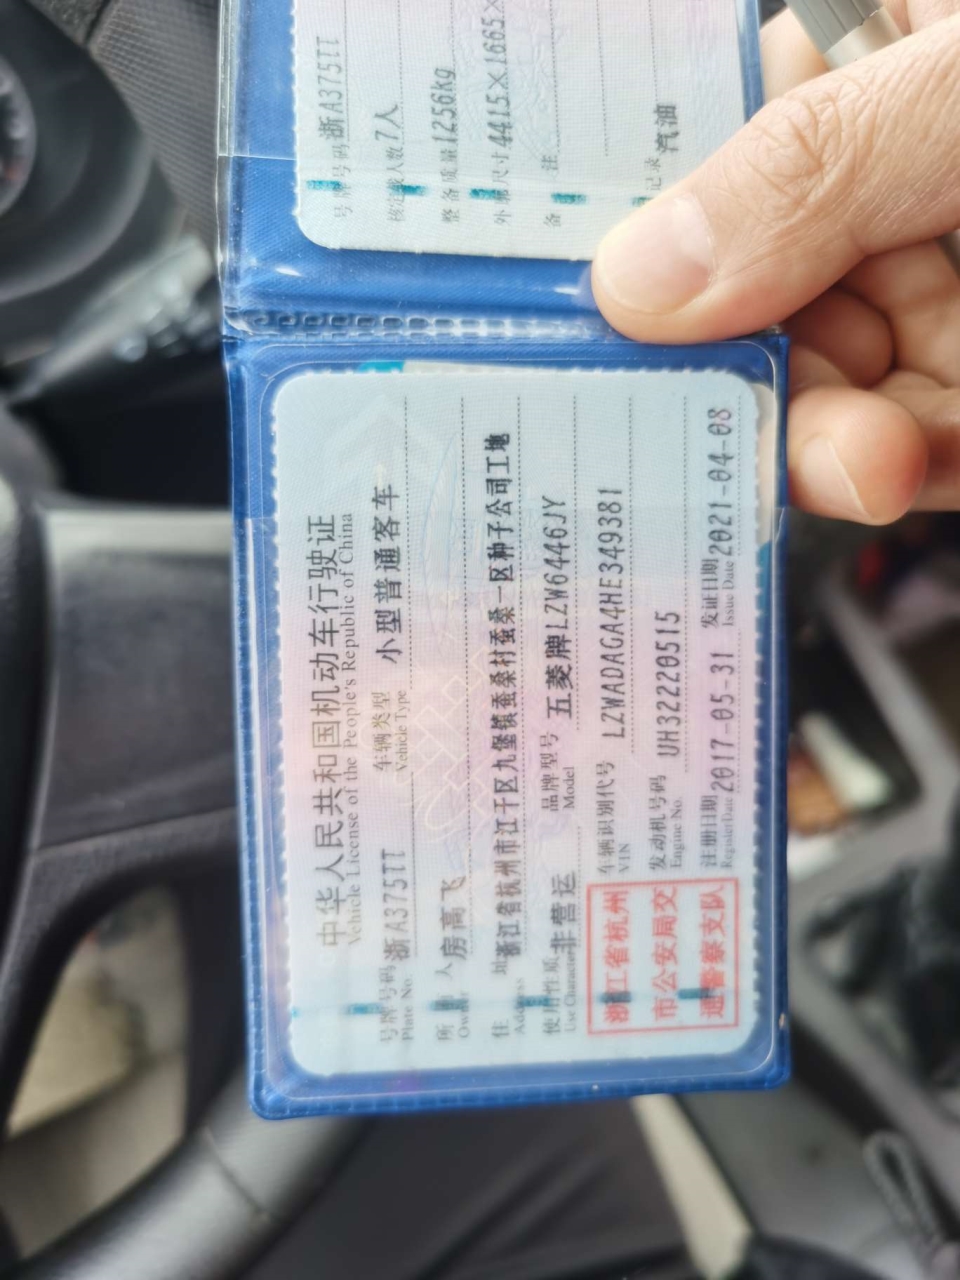 中华人民共和国机动车行驶证
Vehicle License of the People's Republic of China
号牌号码 浙A375TT 车辆类型 小型普通客车
Plate No. Vehicle Type
所 人 房高飞
Owner
住 址 浙江省杭州市江干区九堡镇蚕桑村蚕桑一区种子公司工地
Address
使用性质 非营运 品牌型号 五菱牌LZW6446JY
Use Character Model
浙江省杭州
市公安局交
通警察支队
车辆识别代号 LZWADAGA4HE349381
VIN
发动机号码 UH32220515
Engine No.
注册日期 2017-05-31 发证日期 2021-04-08
Register Date Issue Date
号牌号码 浙A375TT
核定载人数 7人
整备质量 1256kg
外廓尺寸 4415×1665×
备 注
记录 汽油